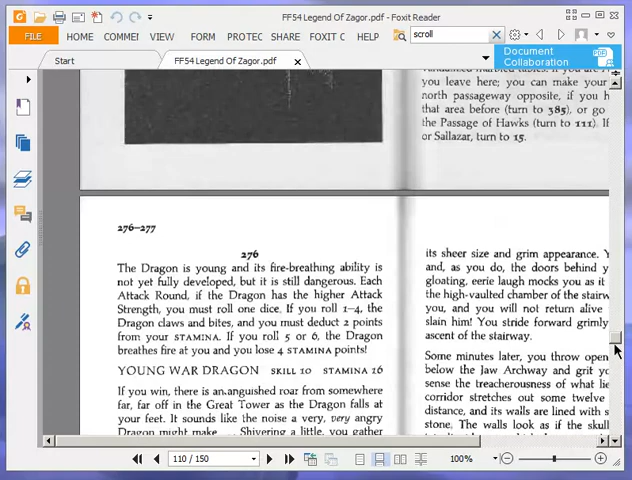 FF54 Legend Of Zagor.pdf - Foxit Reader
FILE HOME COMMEI VIEW FORM PROTEC SHARE FOXIT C HELP scroll
Start FF54 Legend Of Zagor.pdf Document Collaboration
you leave here; you can make your
north passageway opposite, if you h
that area before (turn to 385), or go
the Passage of Hawks (turn to 111). If
or Sallazar, turn to 15.
276-277
276
The Dragon is young and its fire-breathing ability is
not yet fully developed, but it is still dangerous. Each
Attack Round, if the Dragon has the higher Attack
Strength, you must roll one dice. If you roll 1-4, the
Dragon claws and bites, and you must deduct 2 points
from your STAMINA. If you roll 5 or 6, the Dragon
breathes fire at you and you lose 4 STAMINA points!
YOUNG WAR DRAGON SKILL 10 STAMINA 16
If you win, there is an anguished roar from somewhere
far, far off in the Great Tower as the Dragon falls at
your feet. It sounds like the noise a very, very angry
Dragon might make... Shivering a little, you gather
its sheer size and grim appearance. Y
and, as you do, the doors behind y
gloating, eerie laugh mocks you as it
the high-vaulted chamber of the stairw
you, and you will not return alive
slain him! You stride forward grimly
ascent of the stairway.
Some minutes later, you throw open
below the Jaw Archway and grit yo
sense the treacherousness of what lie
corridor stretches out some twelve
distance, and its walls are lined with s
stone. The walls look as if the skull
110 / 150 100%